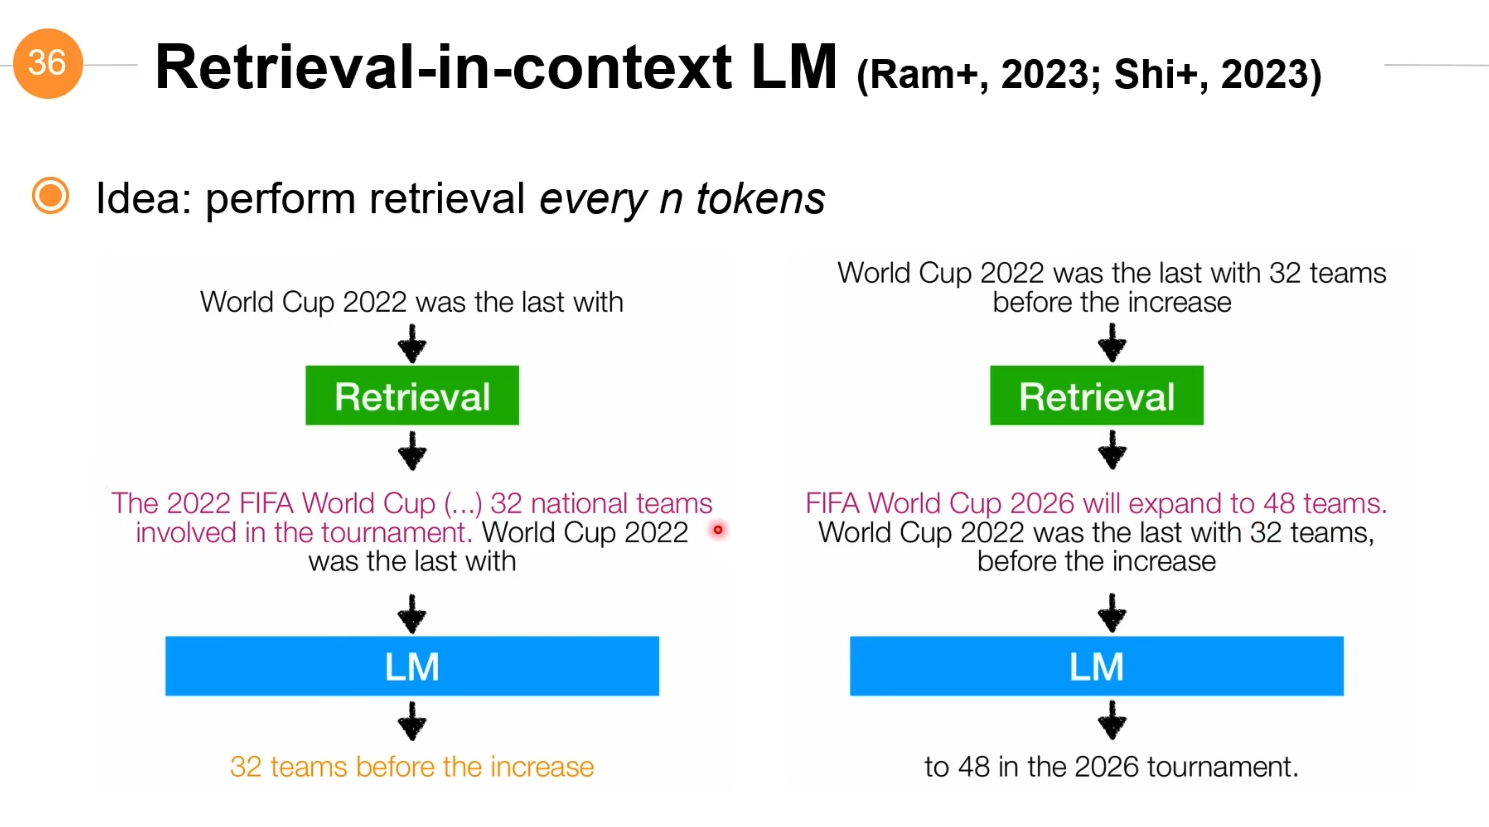 36
Retrieval-in-context LM (Ram+, 2023; Shi+, 2023)
Idea: perform retrieval every n tokens
World Cup 2022 was the last with
Retrieval
The 2022 FIFA World Cup (...) 32 national teams
involved in the tournament. World Cup 2022
was the last with
LM
32 teams before the increase
World Cup 2022 was the last with 32 teams
before the increase
Retrieval
FIFA World Cup 2026 will expand to 48 teams.
World Cup 2022 was the last with 32 teams,
before the increase
LM
to 48 in the 2026 tournament.